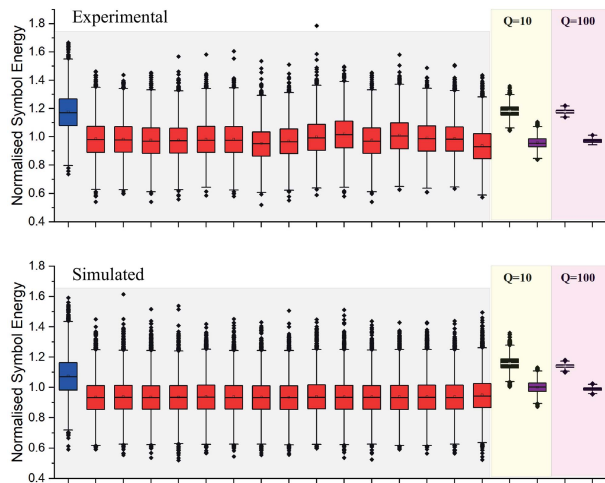 Experimental
Q=10
Q=100
Normalised Symbol Energy
1.8
1.6
1.4
1.2
1.0
0.8
0.6
0.4
Simulated
Q=10
Q=100
Normalised Symbol Energy
1.8
1.6
1.4
1.2
1.0
0.8
0.6
0.4